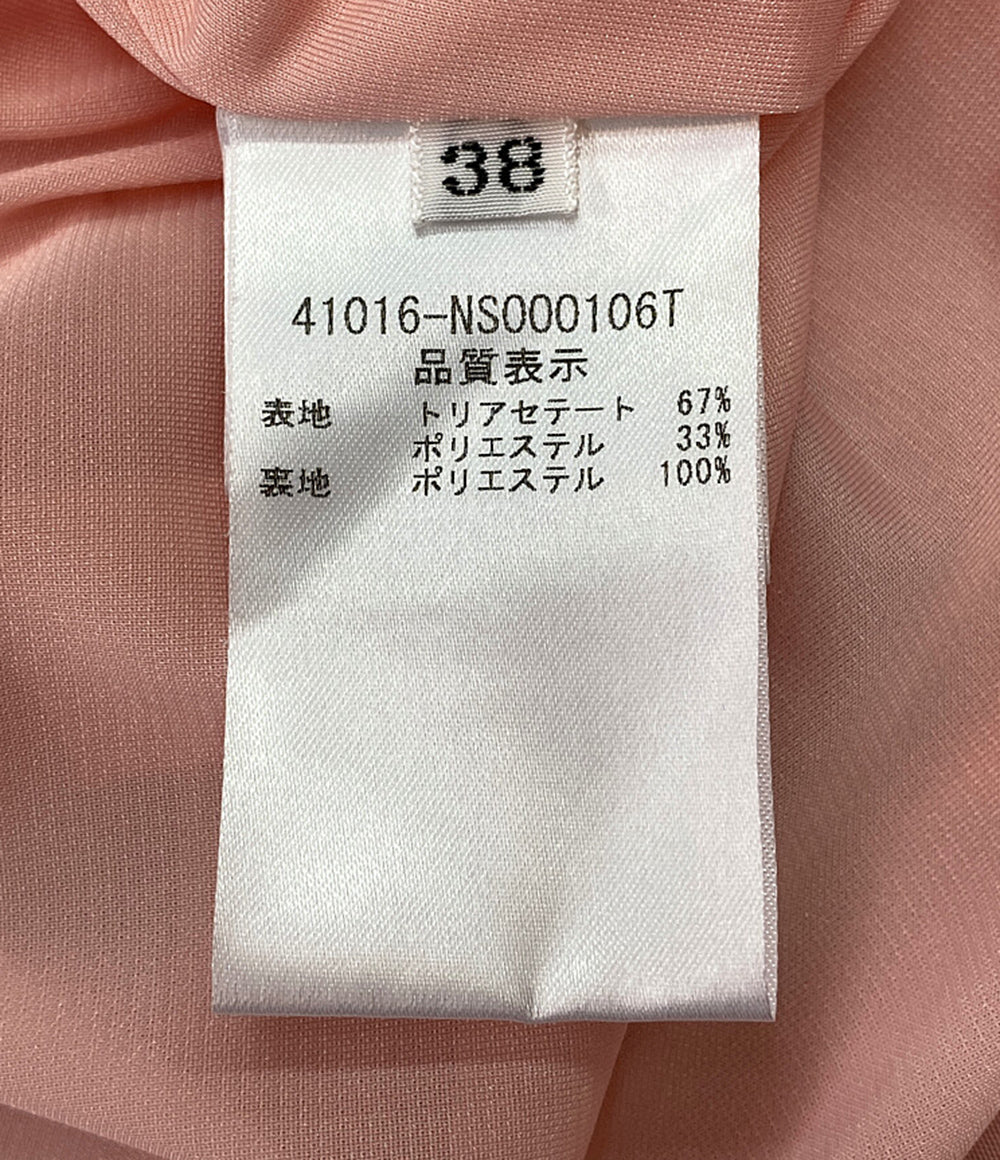 38
41016-NS000106T
品質表示
表地 トリアセテート 67%
ポリエステル 33%
裏地 ポリエステル 100%